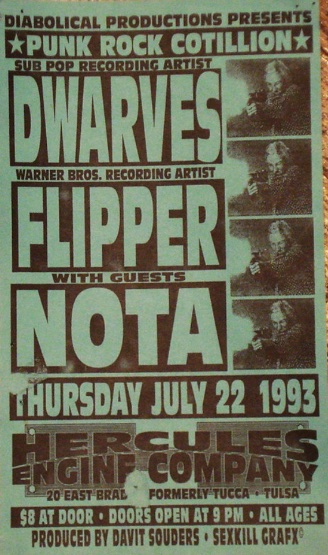 DIABOLICAL PRODUCTIONS PRESENTS
★PUNK ROCK COTILLION★
SUB POP RECORDING ARTIST
DWARVES
WARNER BROS. RECORDING ARTIST
FLIPPER
WITH GUESTS
NOTA
THURSDAY JULY 22 1993
HERCULES
ENGINE COMPANY
20 EAST BRAD FORMERLY TUCCA • TULSA
$8 AT DOOR • DOORS OPEN AT 9 PM • ALL AGES
PRODUCED BY DAVIT SOUDERS • SEXKILL GRAFX©